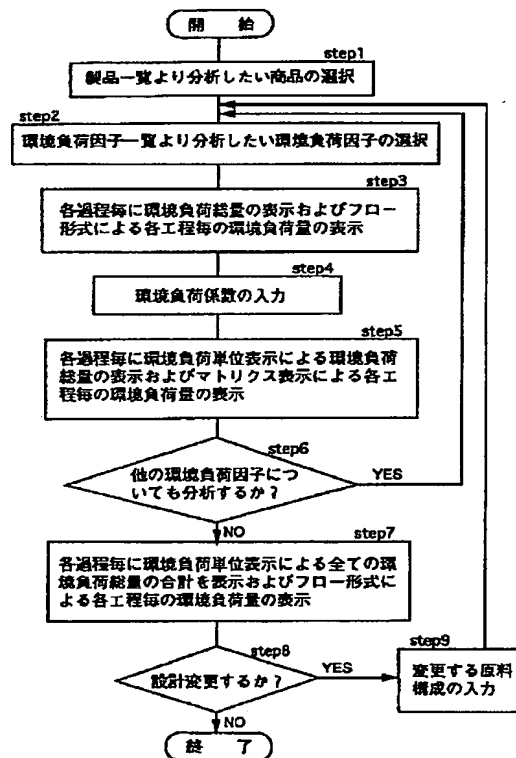 開　始
step1
製品一覧より分析したい商品の選択
step2
環境負荷因子一覧より分析したい環境負荷因子の選択
step3
各過程毎に環境負荷総量の表示およびフロー
形式による各工程毎の環境負荷量の表示
step4
環境負荷係数の入力
step5
各過程毎に環境負荷単位表示による環境負荷
総量の表示およびマトリクス表示による各工
程毎の環境負荷量の表示
step6
他の環境負荷因子につ
いても分析するか？
YES
NO
step7
各過程毎に環境負荷単位表示による全ての環
境負荷総量の合計を表示およびフロー形式に
よる各工程毎の環境負荷量の表示
step8
設計変更するか？
YES
step9
変更する原料
構成の入力
NO
終　了